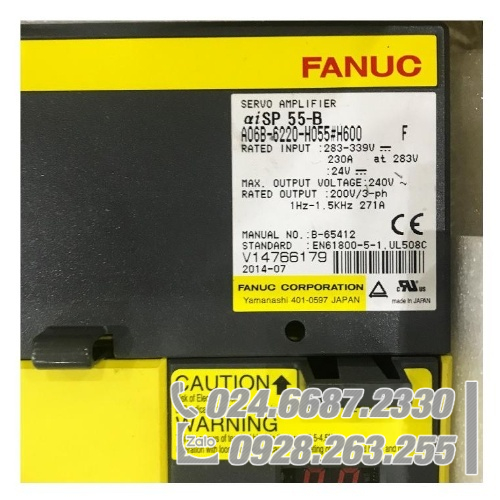 FANUC
SERVO AMPLIFIER
αiSP 55-B
A06B-6220-H055#H600 F
RATED INPUT :283-339V ⎓
230A at 283V
:24V ⎓
MAX. OUTPUT VOLTAGE:240V ~
RATED OUTPUT :200V/3-ph
1Hz-1.5KHz 271A
MANUAL NO.:B-65412
STANDARD :EN61800-5-1,UL508C
V14766179
2014-07
CE
FANUC CORPORATION
Yamanashi 401-0597 JAPAN
made in JAPAN
CAUTION
024.6687.2330
WARNING
Zalo
0928.263.255